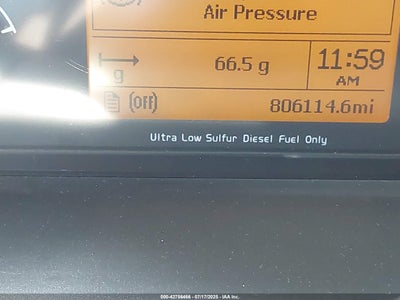 Air Pressure
g
66.5 g
11:59
AM
(OFF)
806114.6mi
Ultra Low Sulfur Diesel Fuel Only